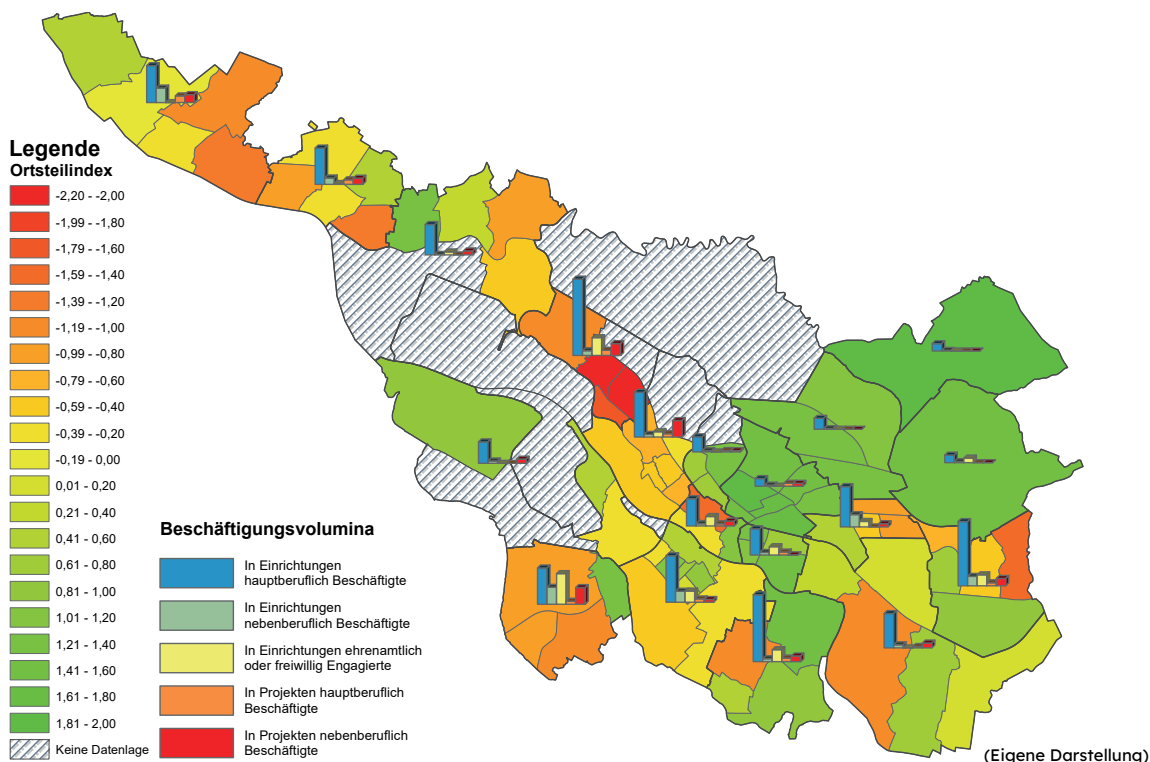 Legende
Ortsteilindex
-2,20 - -2,00
-1,99 - -1,80
-1,79 - -1,60
-1,59 - -1,40
-1,39 - -1,20
-1,19 - -1,00
-0,99 - -0,80
-0,79 - -0,60
-0,59 - -0,40
-0,39 - -0,20
-0,19 - 0,00
0,01 - 0,20
0,21 - 0,40
0,41 - 0,60
0,61 - 0,80
0,81 - 1,00
1,01 - 1,20
1,21 - 1,40
1,41 - 1,60
1,61 - 1,80
1,81 - 2,00
Keine Datenlage
Beschäftigungsvolumina
In Einrichtungen
hauptberuflich Beschäftigte
In Einrichtungen
nebenberuflich Beschäftigte
In Einrichtungen ehrenamtlich
oder freiwillig Engagierte
In Projekten hauptberuflich
Beschäftigte
In Projekten nebenberuflich
Beschäftigte
(Eigene Darstellung)